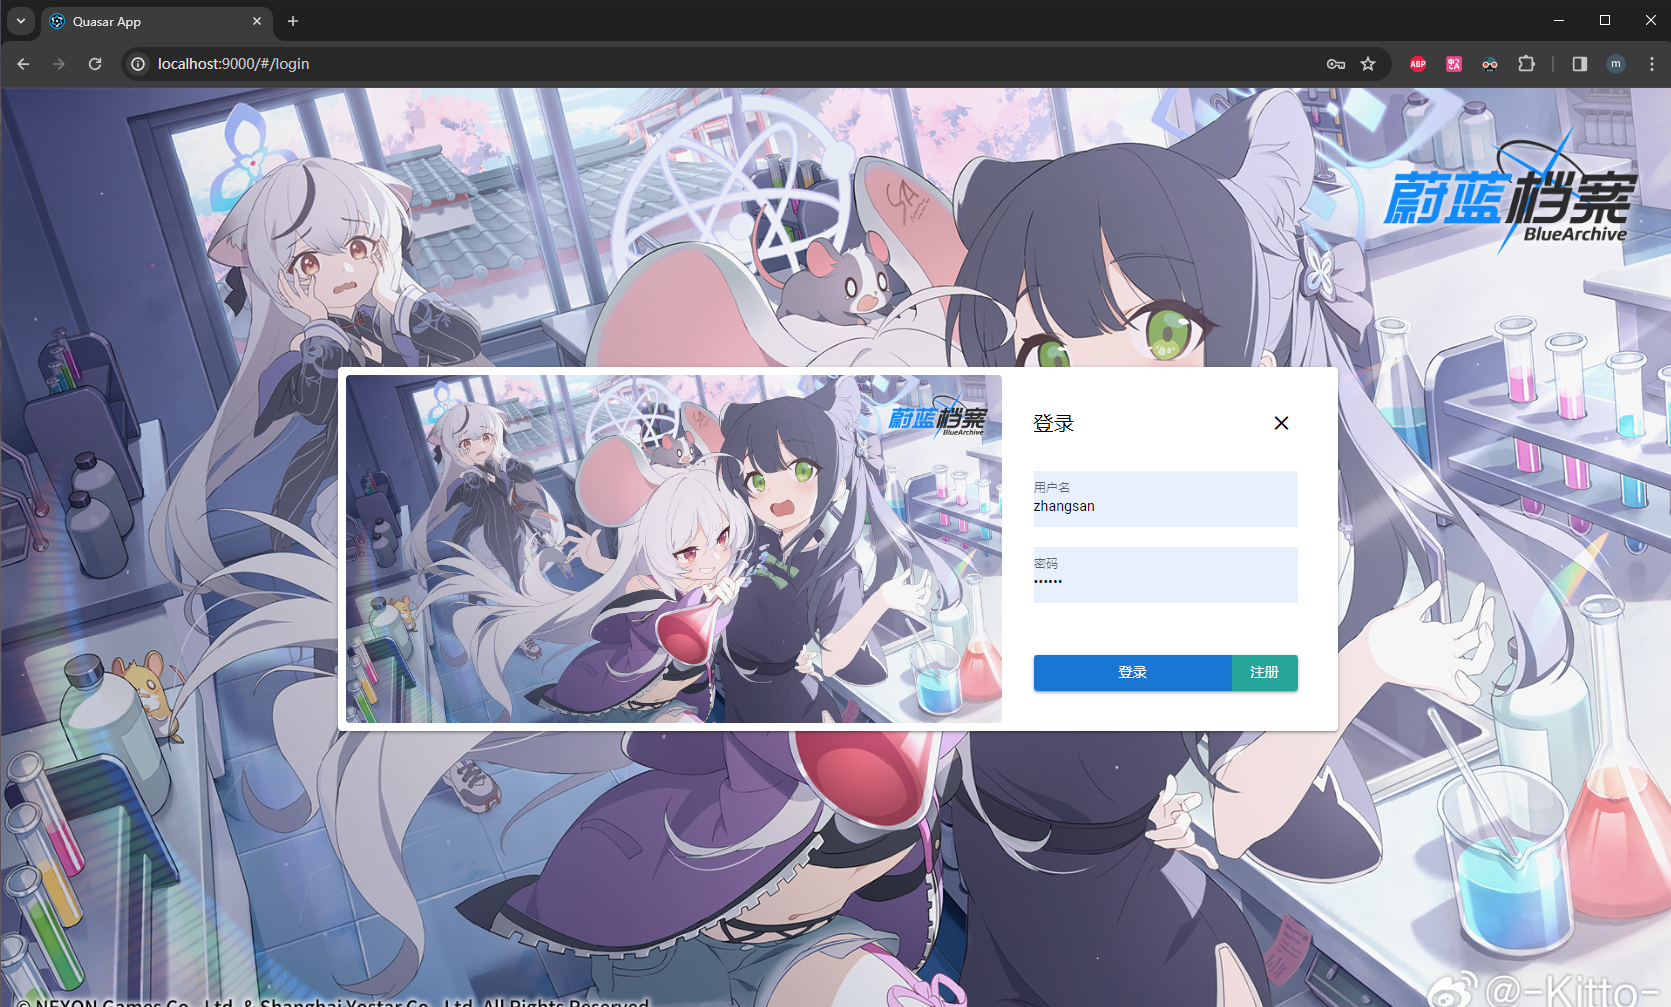 Quasar App
localhost:9000/#/login
ABP
m
蔚蓝档案
BlueArchive
蔚蓝档案
BlueArchive
登录
用户名
zhangsan
密码
••••••
登录
注册
© NEXON Games Co., Ltd. & Shanghai Yostar Co., Ltd. All Rights Reserved.
@-Kitto-